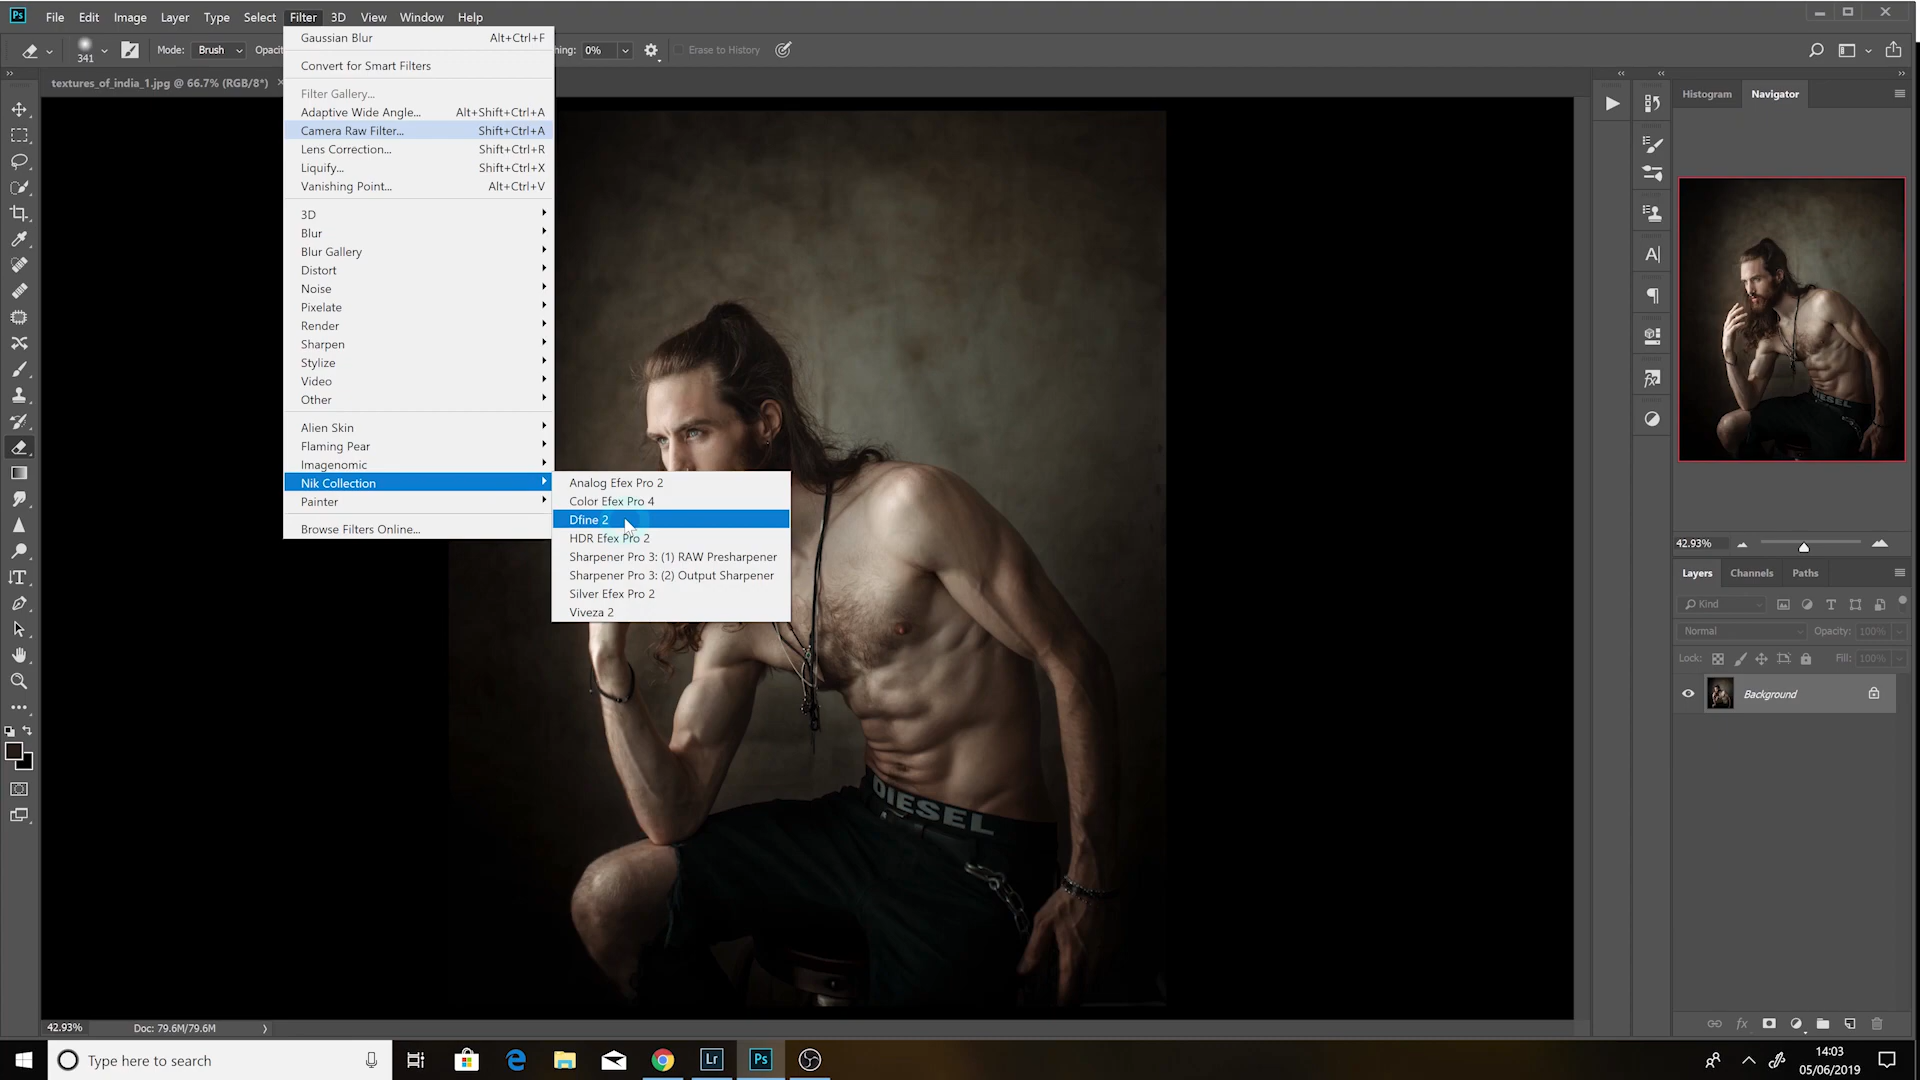 Ps File Edit Image Layer Type Select Filter 3D View Window Help
341 Mode: Brush Opaci hing: 0% Erase to History
textures_of_india_1.jpg @ 66.7% (RGB/8*) ×
Gaussian Blur Alt+Ctrl+F
Convert for Smart Filters
Filter Gallery...
Adaptive Wide Angle... Alt+Shift+Ctrl+A
Camera Raw Filter... Shift+Ctrl+A
Lens Correction... Shift+Ctrl+R
Liquify... Shift+Ctrl+X
Vanishing Point... Alt+Ctrl+V
3D
Blur
Blur Gallery
Distort
Noise
Pixelate
Render
Sharpen
Stylize
Video
Other
Alien Skin
Flaming Pear
Imagenomic
Nik Collection
Painter
Browse Filters Online...
Analog Efex Pro 2
Color Efex Pro 4
Dfine 2
HDR Efex Pro 2
Sharpener Pro 3: (1) RAW Presharpener
Sharpener Pro 3: (2) Output Sharpener
Silver Efex Pro 2
Viveza 2
DIESEL
Histogram Navigator
DIESEL
42.93%
Layers Channels Paths
Kind
Normal Opacity: 100%
Lock: Fill: 100%
Background
fx
42.93% Doc: 79.6M/79.6M
Type here to search
Lr Ps
14:03
05/06/2019